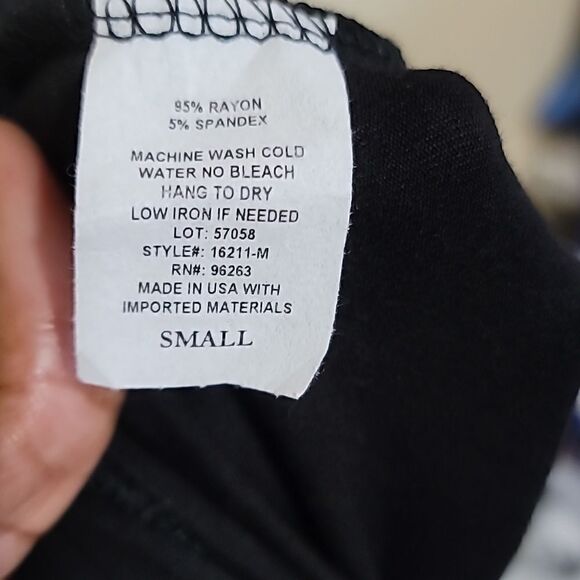 95% RAYON
5% SPANDEX
MACHINE WASH COLD
WATER NO BLEACH
HANG TO DRY
LOW IRON IF NEEDED
LOT: 57058
STYLE#: 16211-M
RN#: 96263
MADE IN USA WITH
IMPORTED MATERIALS
SMALL